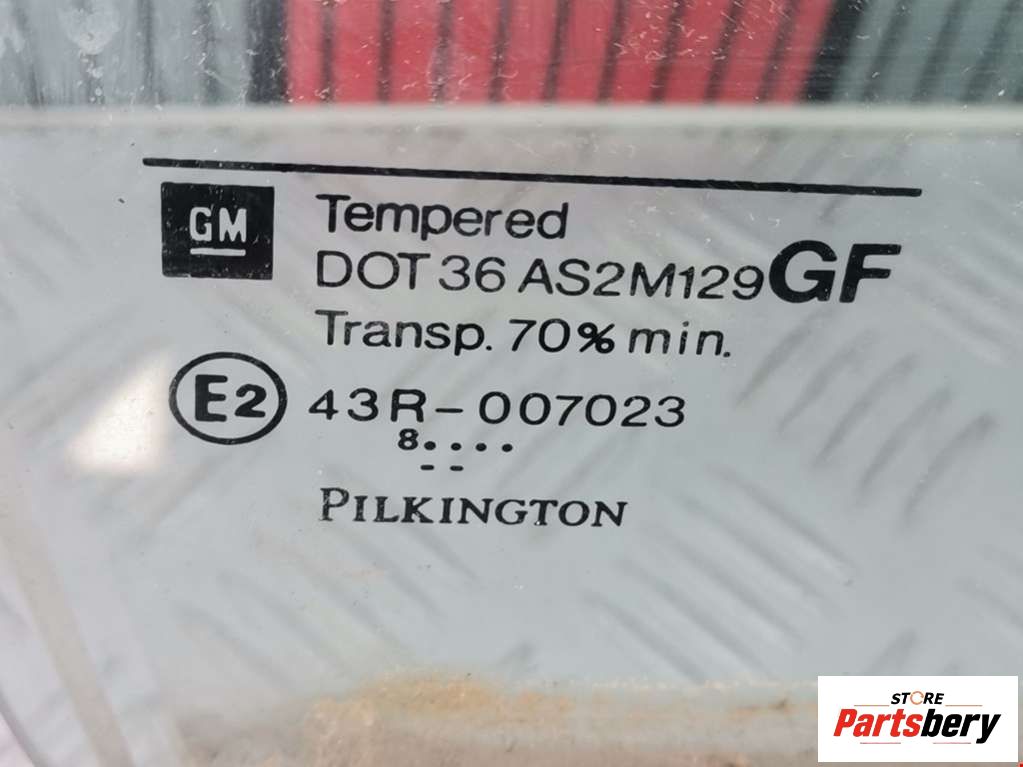 GM
Tempered
DOT 36 AS2M129GF
Transp. 70% min.
E2 43R-007023
8....
--
PILKINGTON
STORE
Partsbery